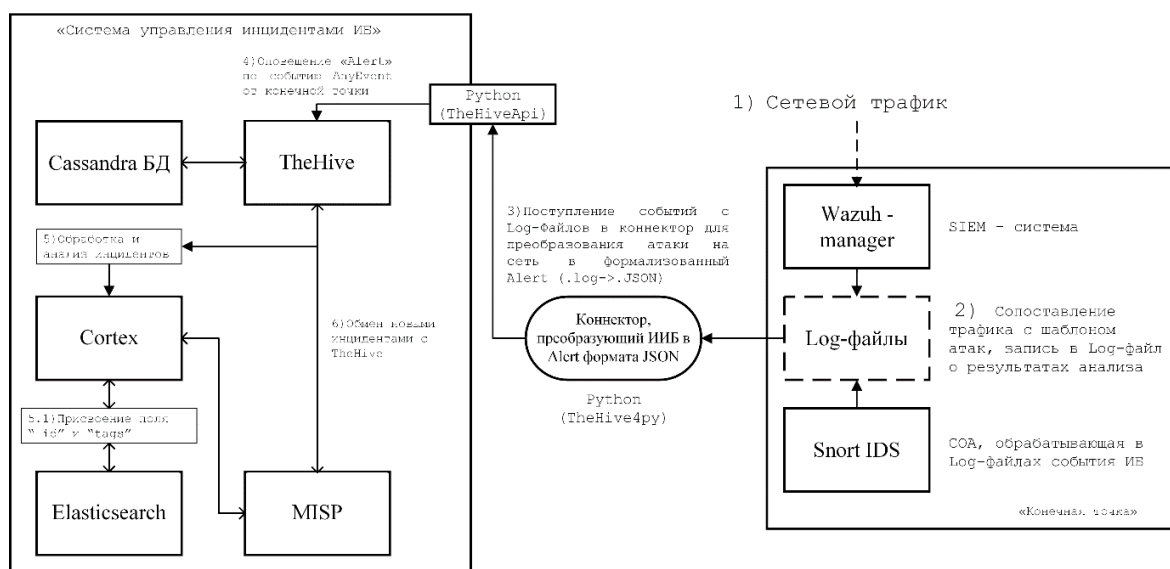 «Система управления инцидентами ИБ»
4)Оповещение «Alert»
по событию AnyEvent
от конечной точки
Python
(TheHiveApi)
Cassandra БД
TheHive
5)Обработка и
анализ инцидентов
Cortex
6)Обмен новыми
инцидентами с
TheHive
5.1)Присвоение поля
"_id" и "tags"
Elasticsearch
MISP
3)Поступление событий с
Log-Файлов в коннектор для
преобразования атаки на
сеть в формализованный
Alert (.log->.JSON)
Коннектор,
преобразующий ИИБ в
Alert формата JSON
Python
(TheHive4py)
1) Сетевой трафик
Wazuh -
manager
SIEM - система
Log-файлы
2) Сопоставление
трафика с шаблоном
атак, запись в Log-файл
о результатах анализа
Snort IDS
СОА, обрабатывающая в
Log-файлах события ИБ
«Конечная точка»